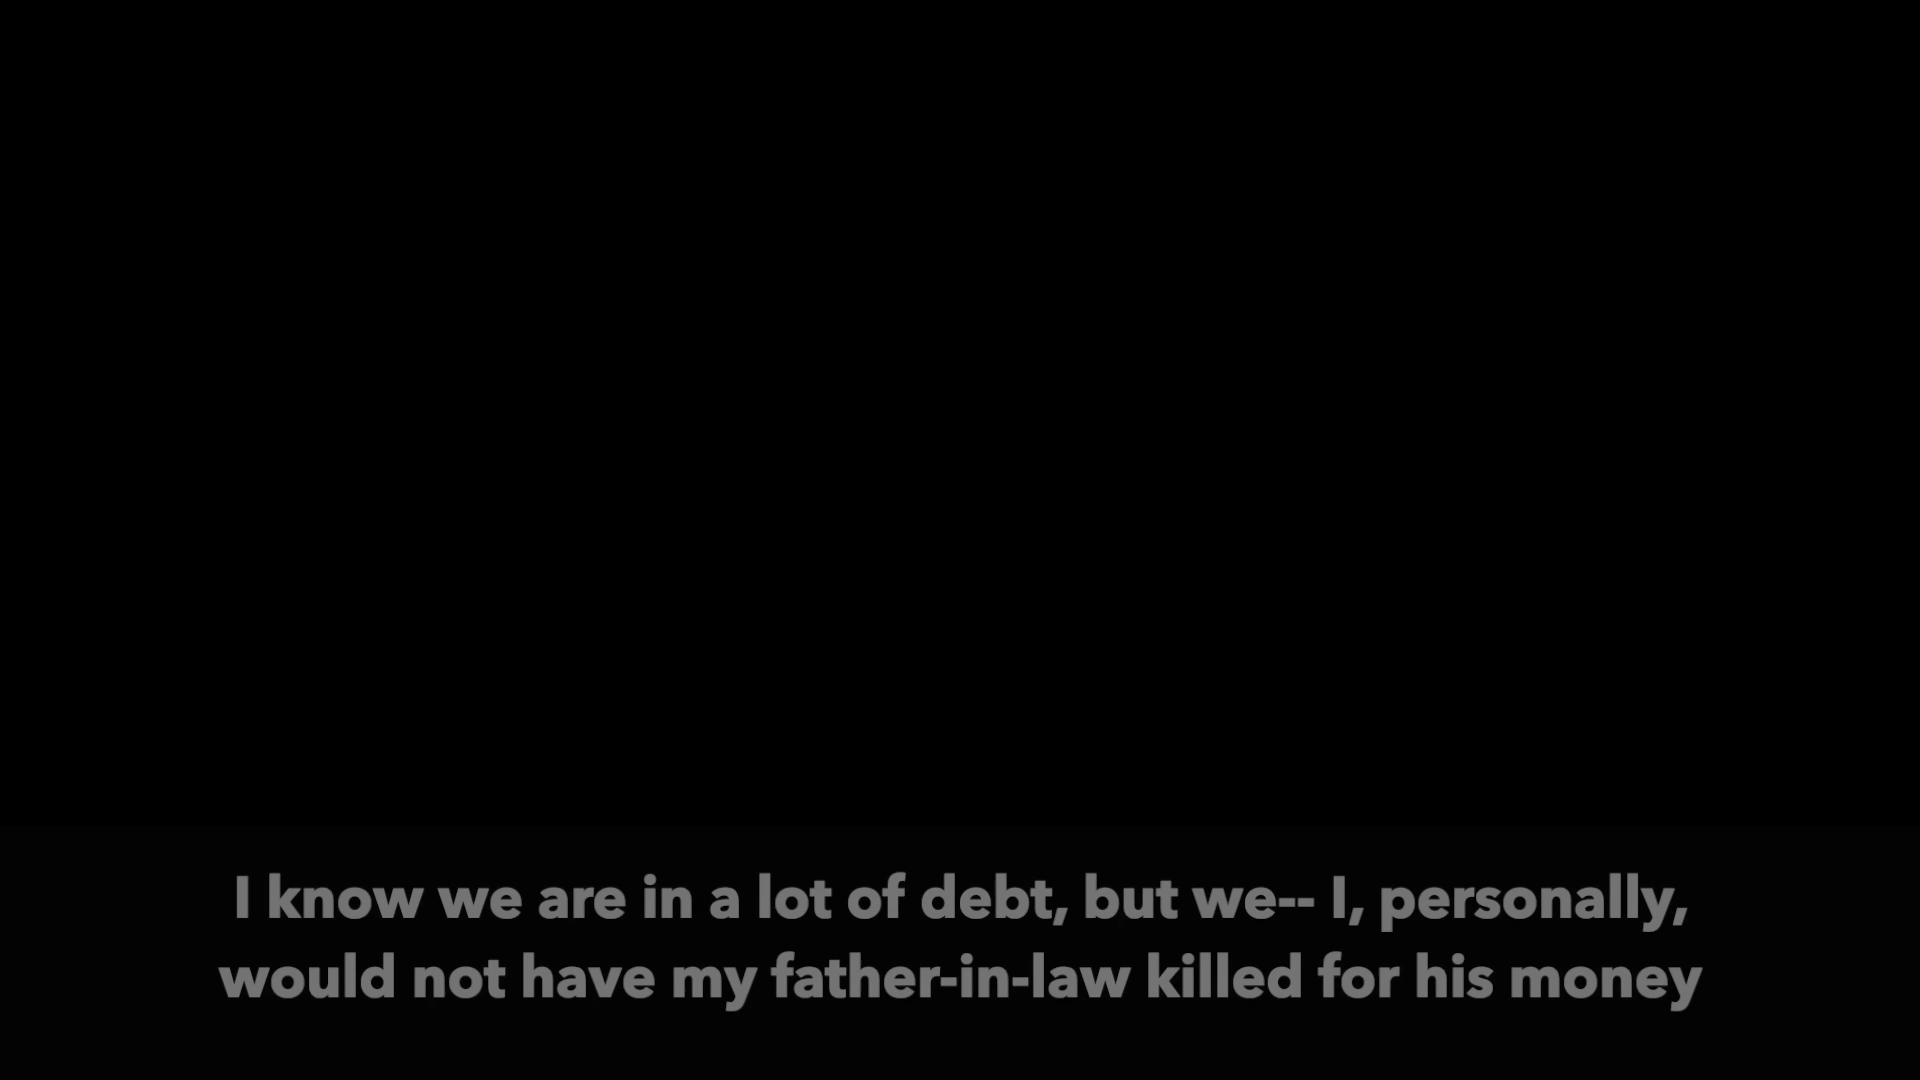 I know we are in a lot of debt, but we-- I, personally,
would not have my father-in-law killed for his money